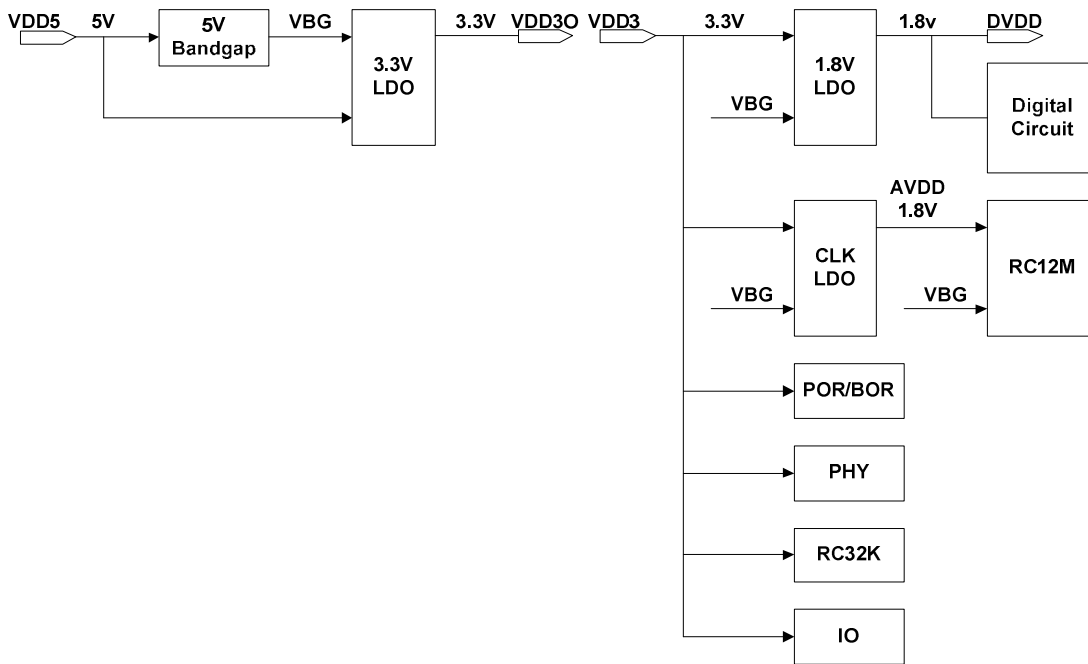 VDD5
5V
5V
Bandgap
VBG
3.3V
LDO
3.3V
VDD3O
VDD3
3.3V
VBG
1.8V
LDO
1.8v
DVDD
Digital
Circuit
VBG
CLK
LDO
AVDD
1.8V
VBG
RC12M
POR/BOR
PHY
RC32K
IO